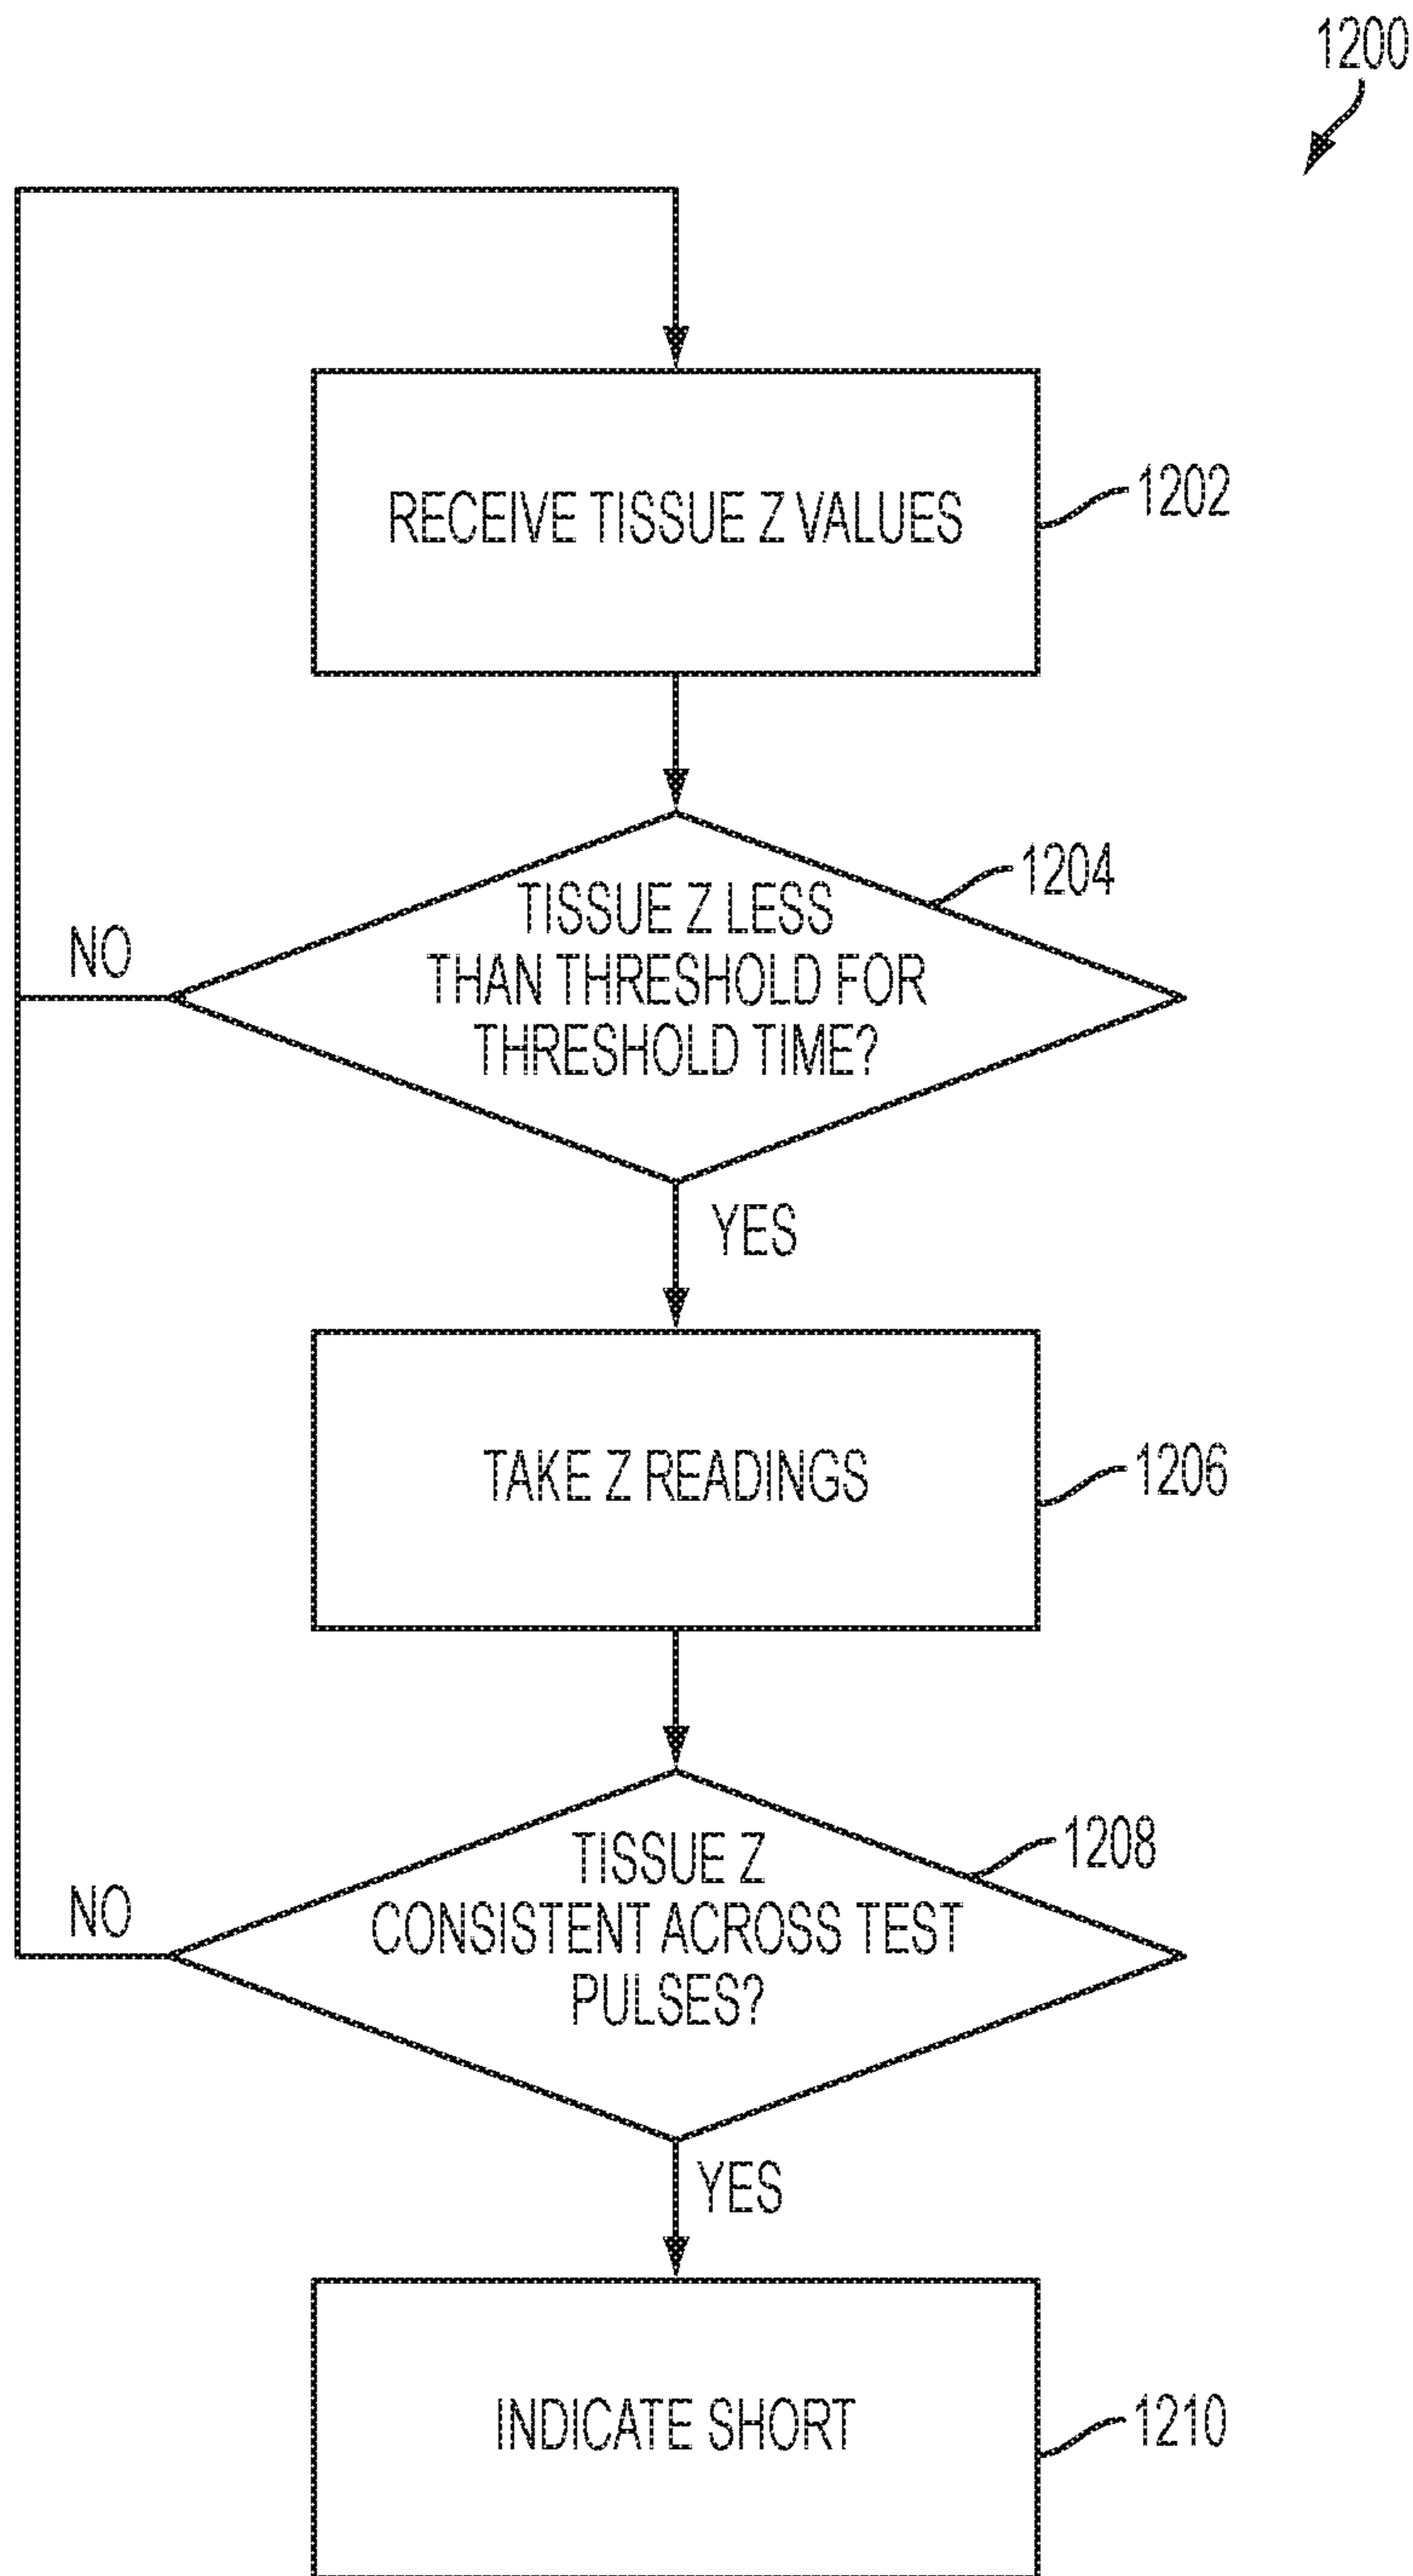 1200
RECEIVE TISSUE Z VALUES
1202
1204
TISSUE Z LESS
THAN THRESHOLD FOR
THRESHOLD TIME?
NO
YES
TAKE Z READINGS
1206
1208
TISSUE Z
CONSISTENT ACROSS TEST
PULSES?
NO
YES
INDICATE SHORT
1210